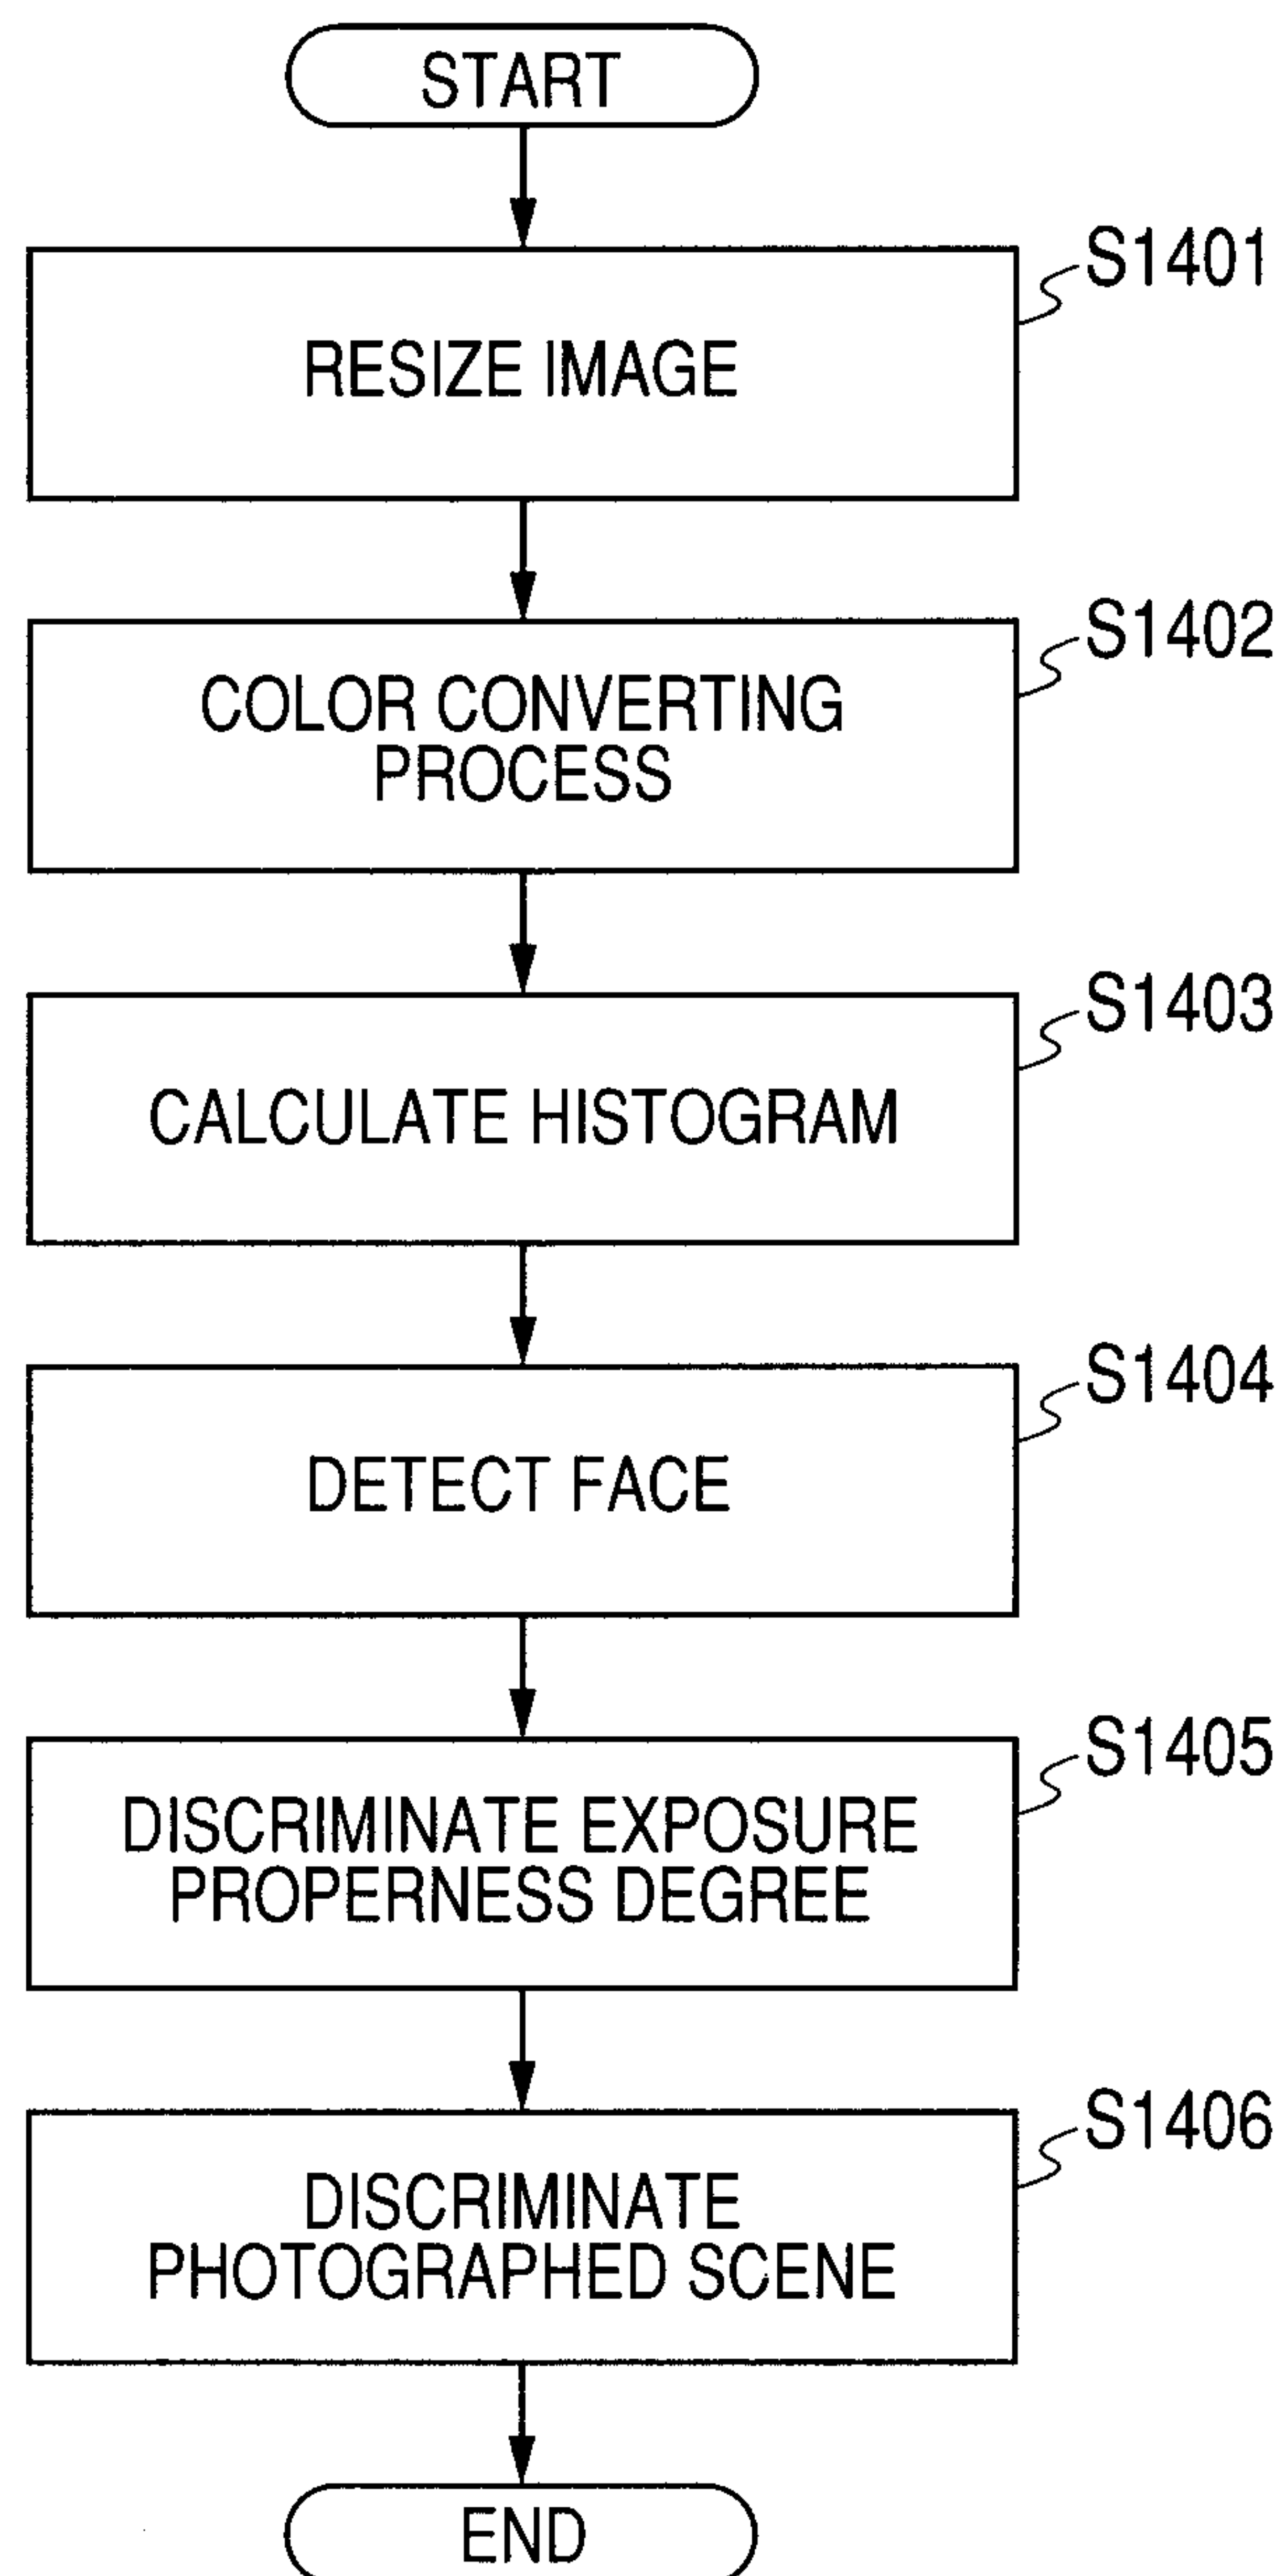 START
S1401
RESIZE IMAGE
S1402
COLOR CONVERTING
PROCESS
S1403
CALCULATE HISTOGRAM
S1404
DETECT FACE
S1405
DISCRIMINATE EXPOSURE
PROPERNESS DEGREE
S1406
DISCRIMINATE
PHOTOGRAPHED SCENE
END